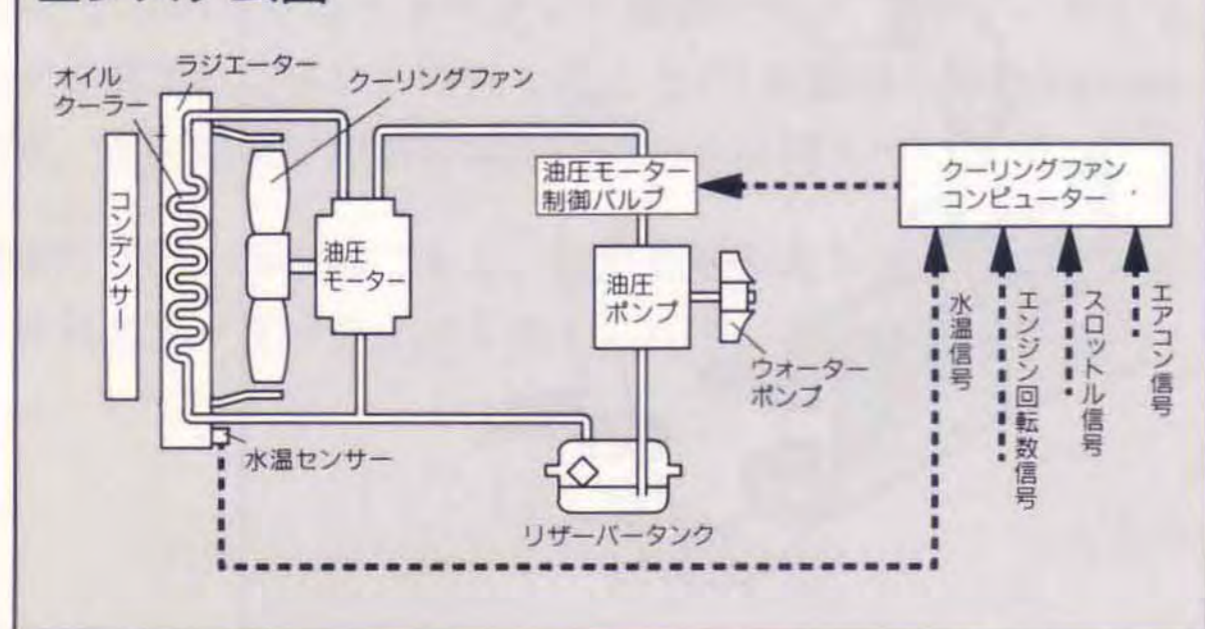 オイル
クーラー
ラジエーター
クーリングファン
コンデンサー
油圧
モーター
油圧モーター
制御バルブ
クーリングファン
コンピューター
油圧
ポンプ
ウォーター
ポンプ
水温信号
エンジン回転数信号
スロットル信号
エアコン信号
水温センサー
リザーバータンク